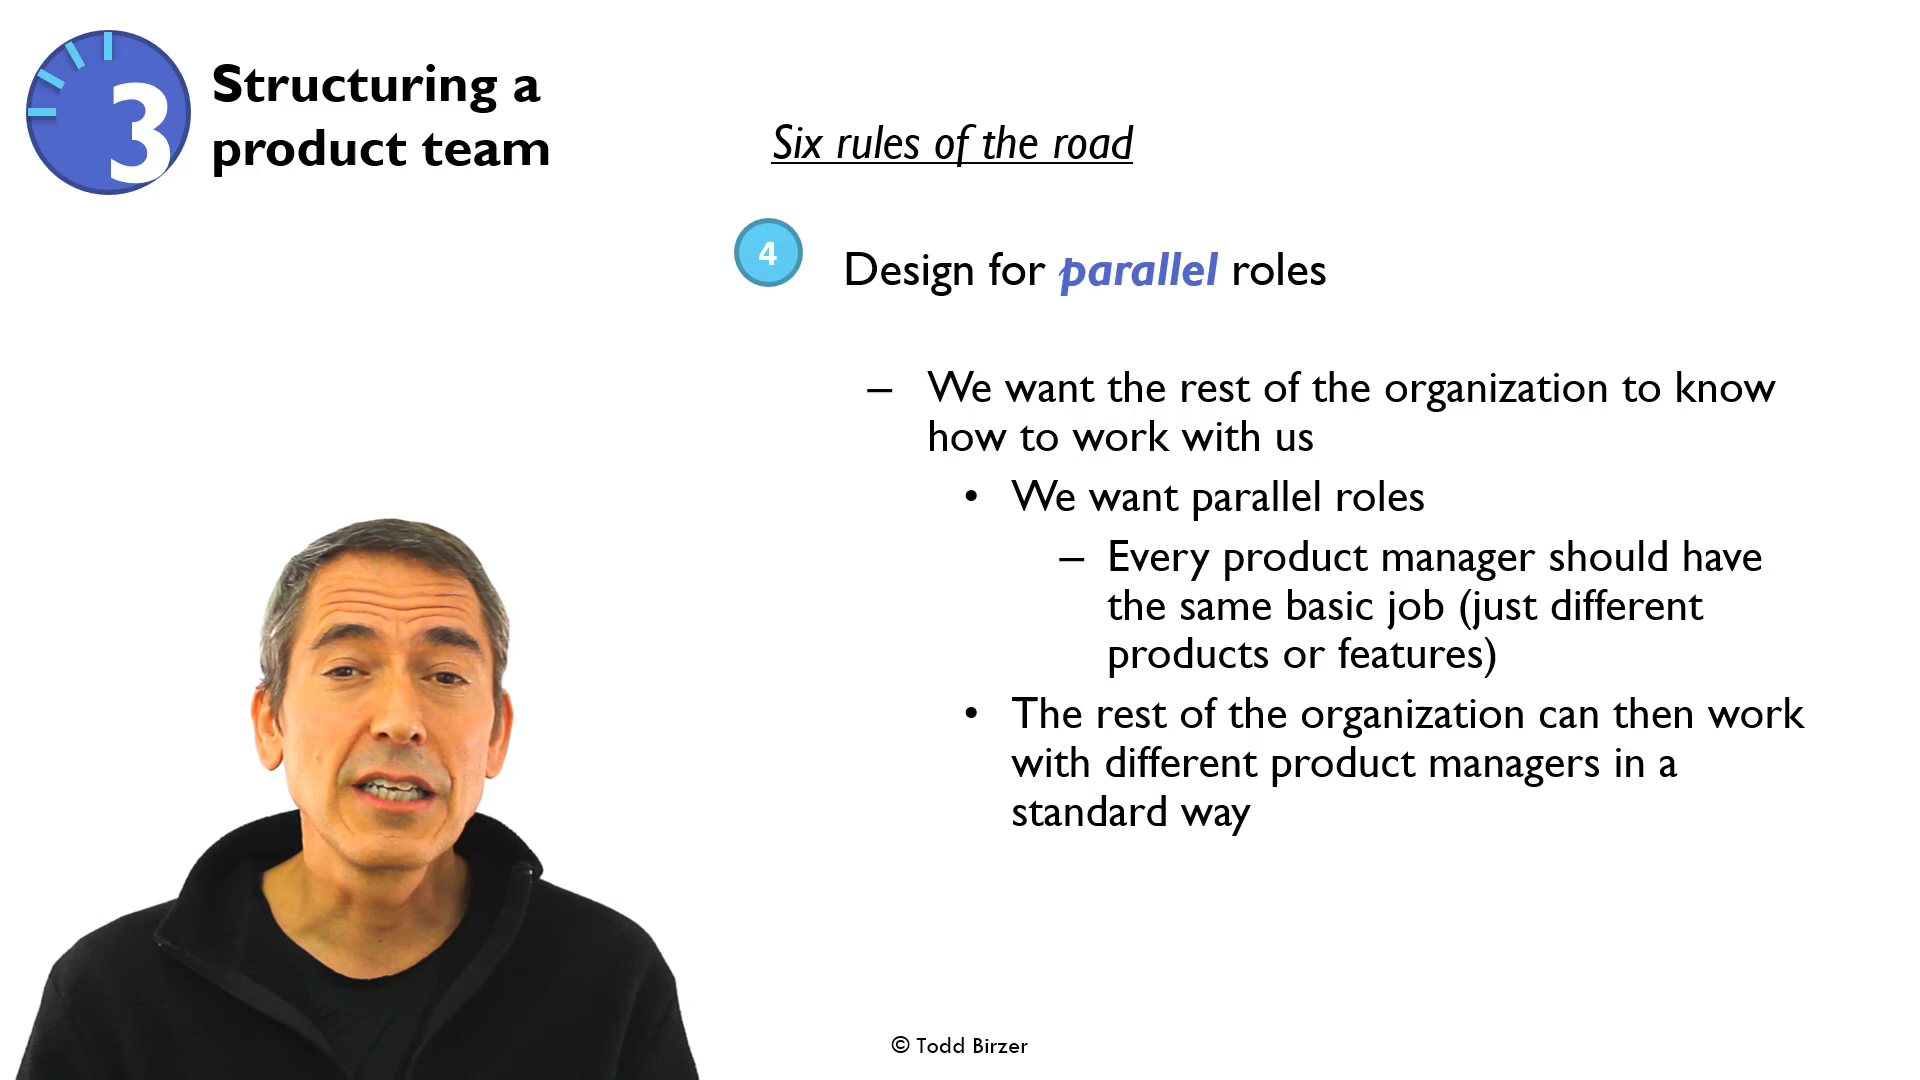 3
Structuring a
product team
Six rules of the road
4
Design for parallel roles
– We want the rest of the organization to know
how to work with us
• We want parallel roles
– Every product manager should have
the same basic job (just different
products or features)
• The rest of the organization can then work
with different product managers in a
standard way
© Todd Birzer